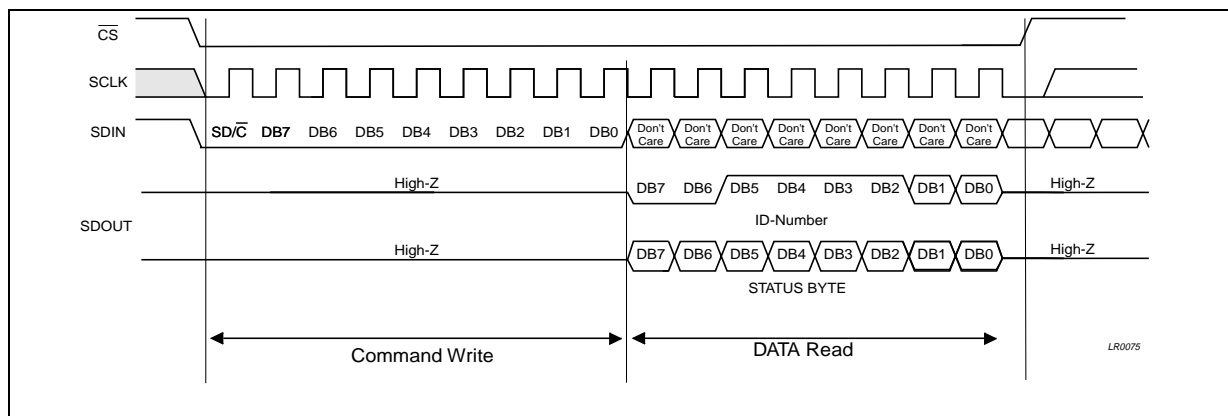 CS
SCLK
SDIN SD/C DB7 DB6 DB5 DB4 DB3 DB2 DB1 DB0 Don't Care Don't Care Don't Care Don't Care Don't Care Don't Care Don't Care Don't Care
High-Z DB7 DB6 DB5 DB4 DB3 DB2 DB1 DB0 High-Z
ID-Number
SDOUT
High-Z DB7 DB6 DB5 DB4 DB3 DB2 DB1 DB0 High-Z
STATUS BYTE
Command Write DATA Read LR0075